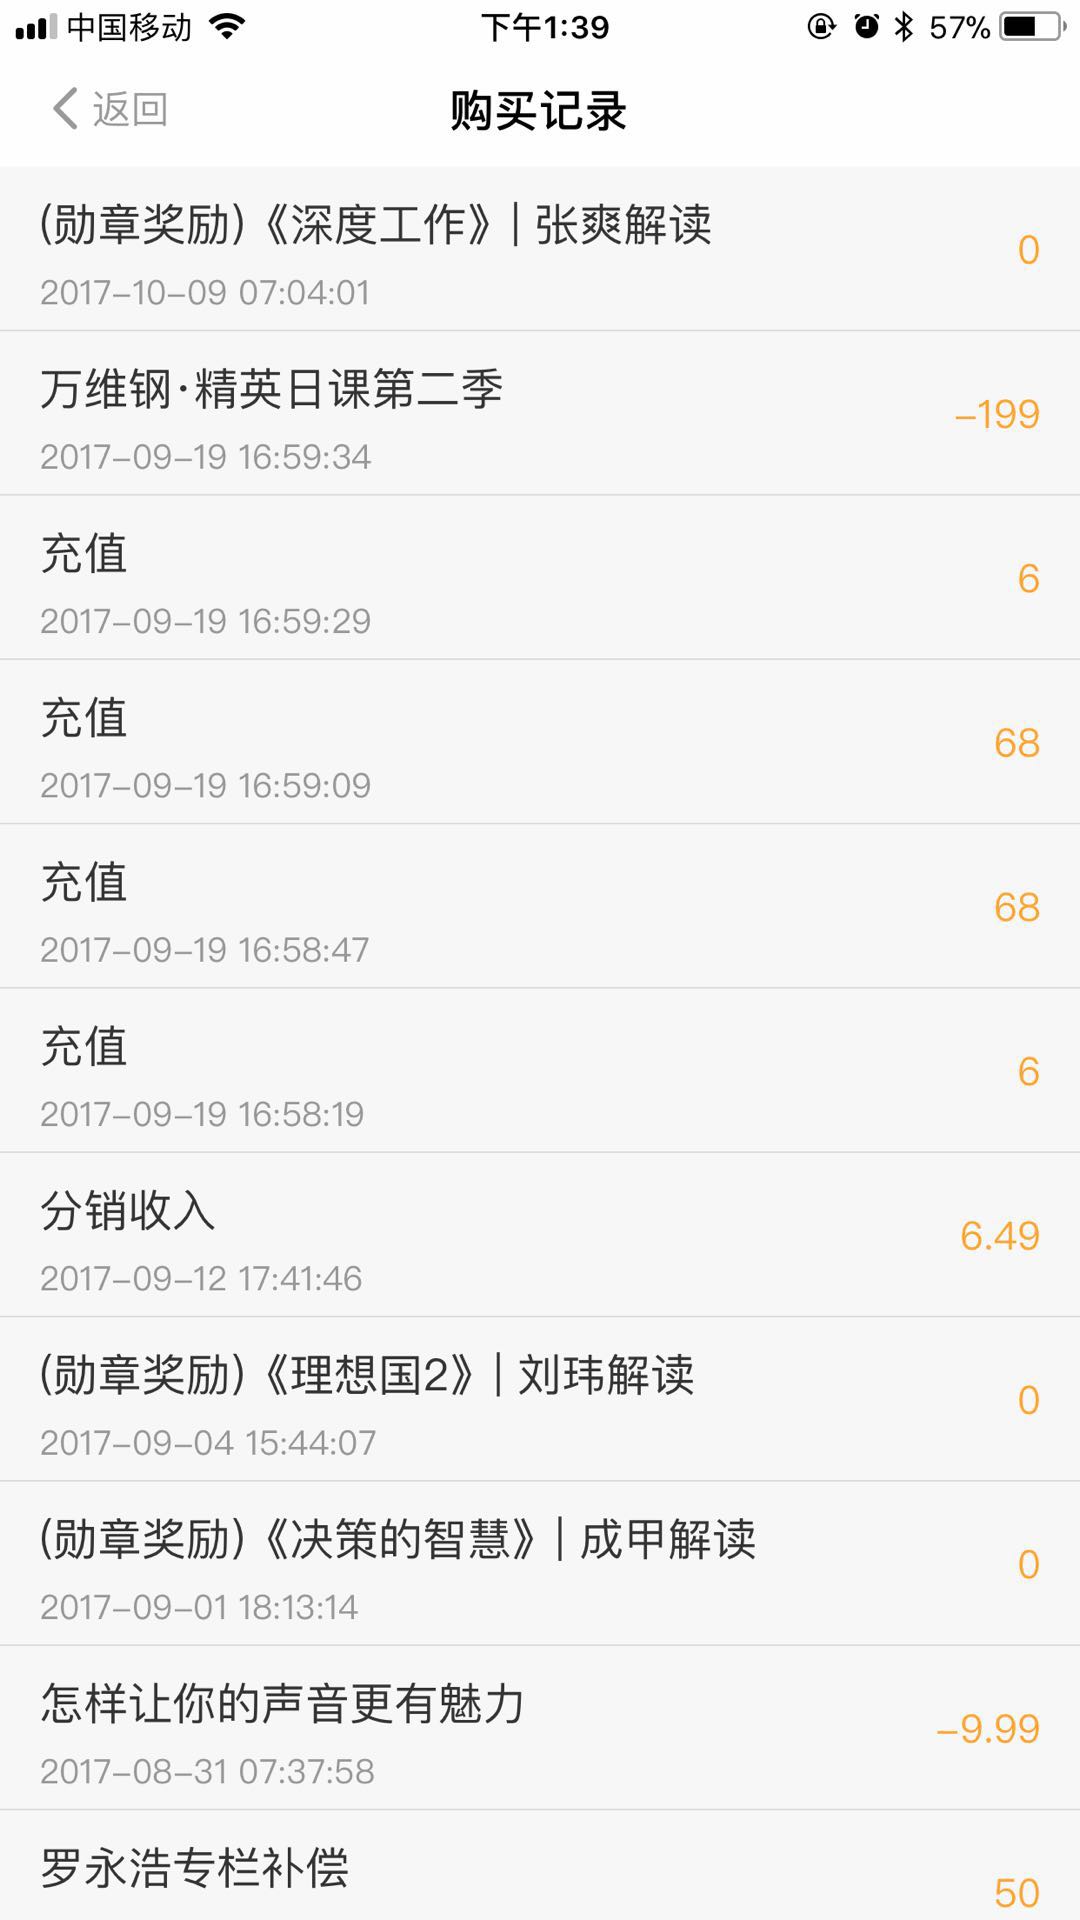 中国移动 下午1:39 57%
返回 购买记录
(勋章奖励)《深度工作》| 张爽解读
0
2017-10-09 07:04:01
万维钢·精英日课第二季
-199
2017-09-19 16:59:34
充值
6
2017-09-19 16:59:29
充值
68
2017-09-19 16:59:09
充值
68
2017-09-19 16:58:47
充值
6
2017-09-19 16:58:19
分销收入
6.49
2017-09-12 17:41:46
(勋章奖励)《理想国2》| 刘玮解读
0
2017-09-04 15:44:07
(勋章奖励)《决策的智慧》| 成甲解读
0
2017-09-01 18:13:14
怎样让你的声音更有魅力
-9.99
2017-08-31 07:37:58
罗永浩专栏补偿
50